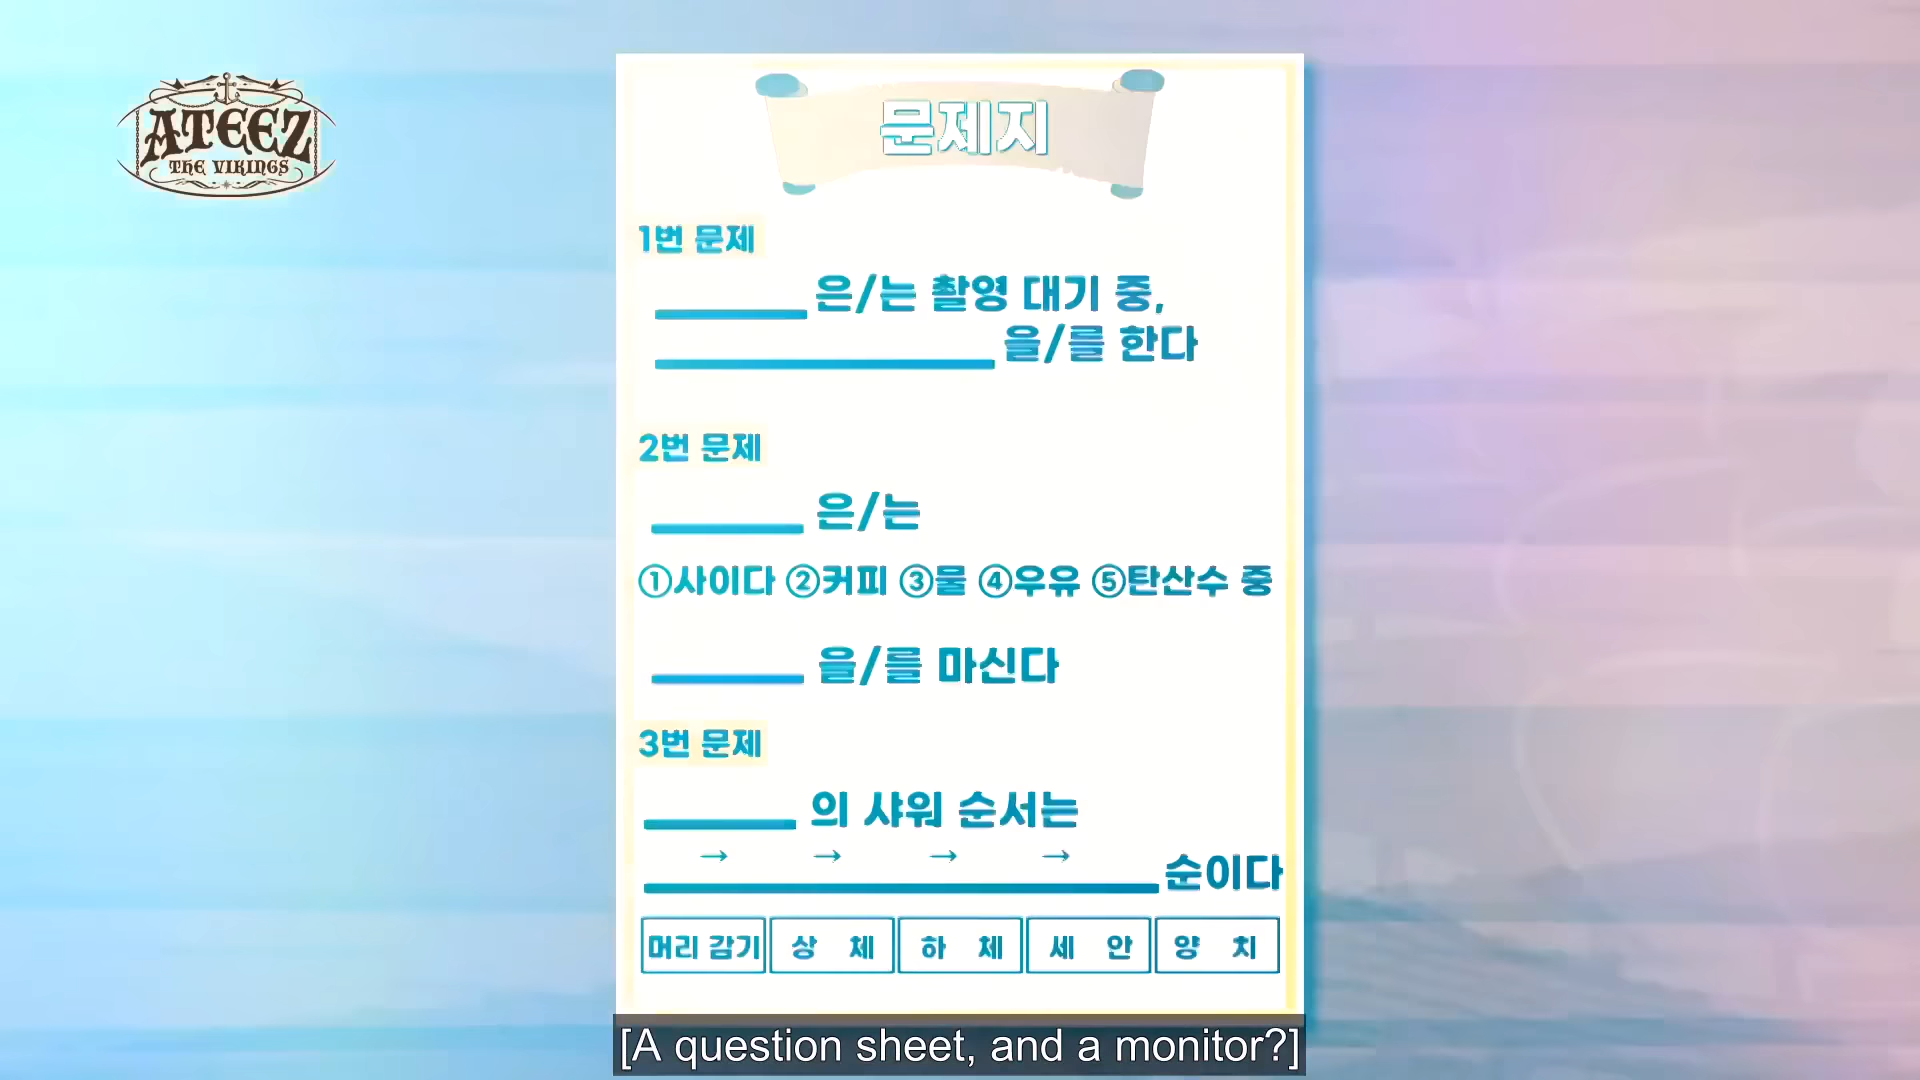 ATEEZ
THE VIKINGS
문제지
1번 문제
은/는 촬영 대기 중,
을/를 한다
2번 문제
은/는
①사이다 ②커피 ③물 ④우유 ⑤탄산수 중
을/를 마신다
3번 문제
의 샤워 순서는
→ → → →
순이다
머리 감기 상 체 하 체 세 안 양 치
[A question sheet, and a monitor?]